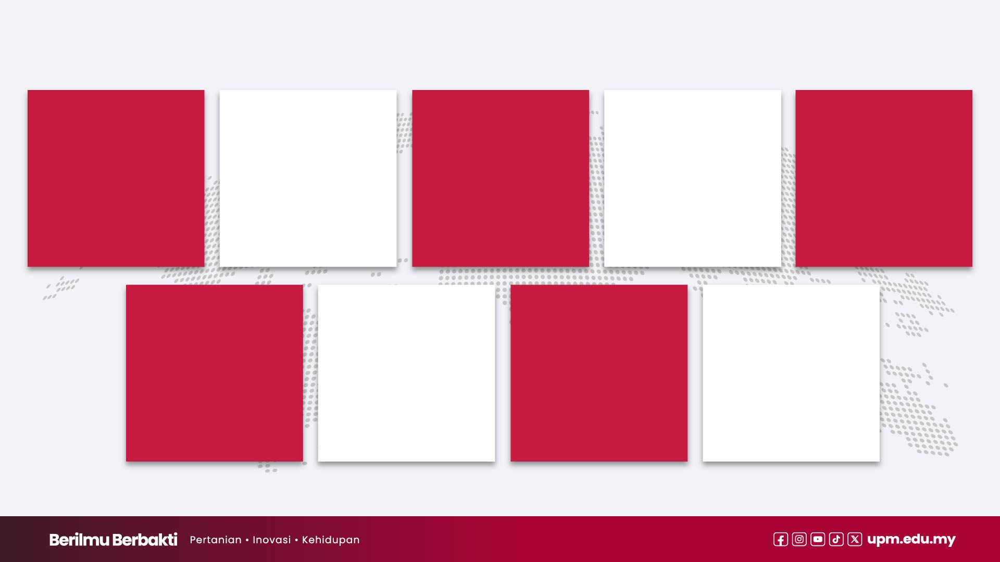 Berilmu Berbakti
Pertanian • Inovasi • Kehidupan
upm.edu.my